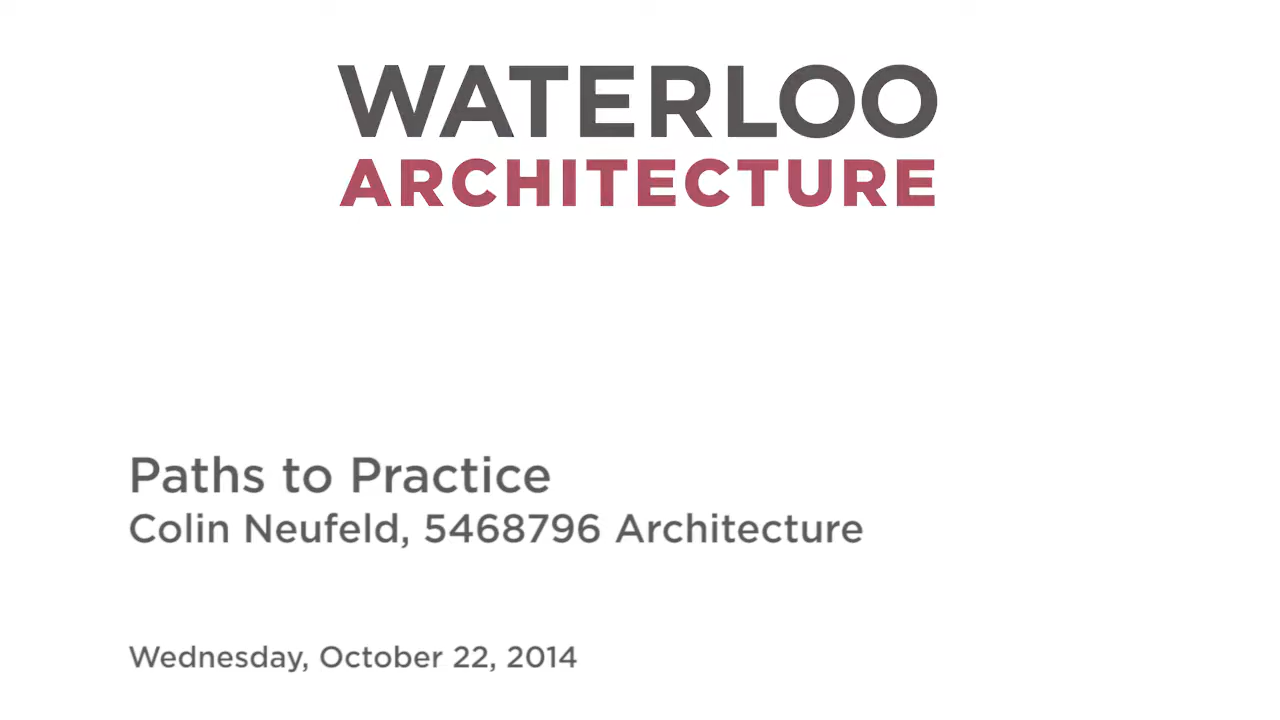 WATERLOO
ARCHITECTURE
Paths to Practice
Colin Neufeld, 5468796 Architecture
Wednesday, October 22, 2014